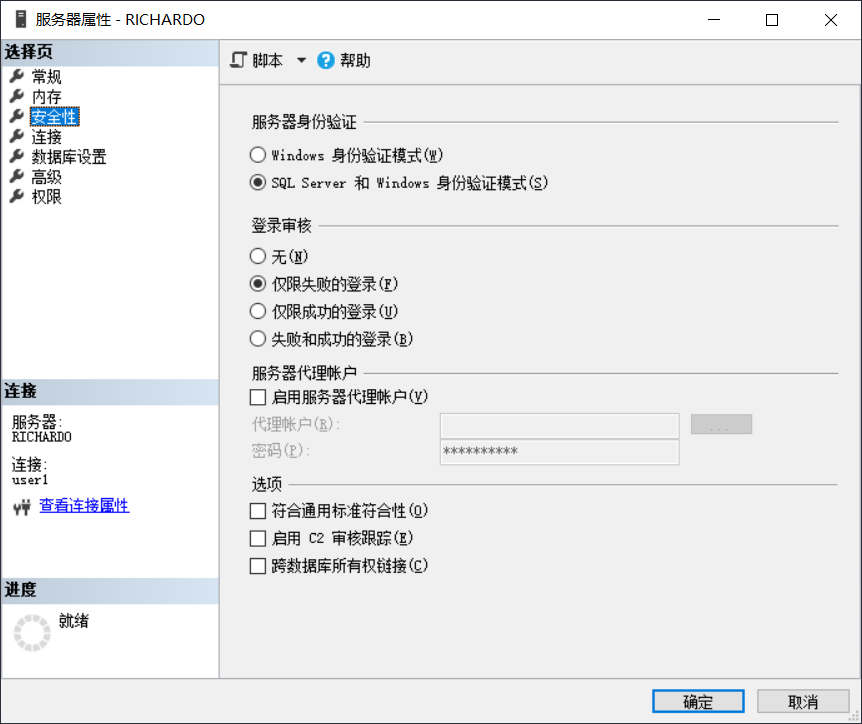 服务器属性 - RICHARDO
选择页
常规
内存
安全性
连接
数据库设置
高级
权限
连接
服务器:
RICHARDO
连接:
user1
查看连接属性
进度
就绪
脚本
帮助
服务器身份验证
Windows 身份验证模式(W)
SQL Server 和 Windows 身份验证模式(S)
登录审核
无(N)
仅限失败的登录(F)
仅限成功的登录(U)
失败和成功的登录(B)
服务器代理帐户
启用服务器代理帐户(V)
代理帐户(R):
...
密码(P):
**********
选项
符合通用标准符合性(O)
启用 C2 审核跟踪(E)
跨数据库所有权链接(C)
确定
取消